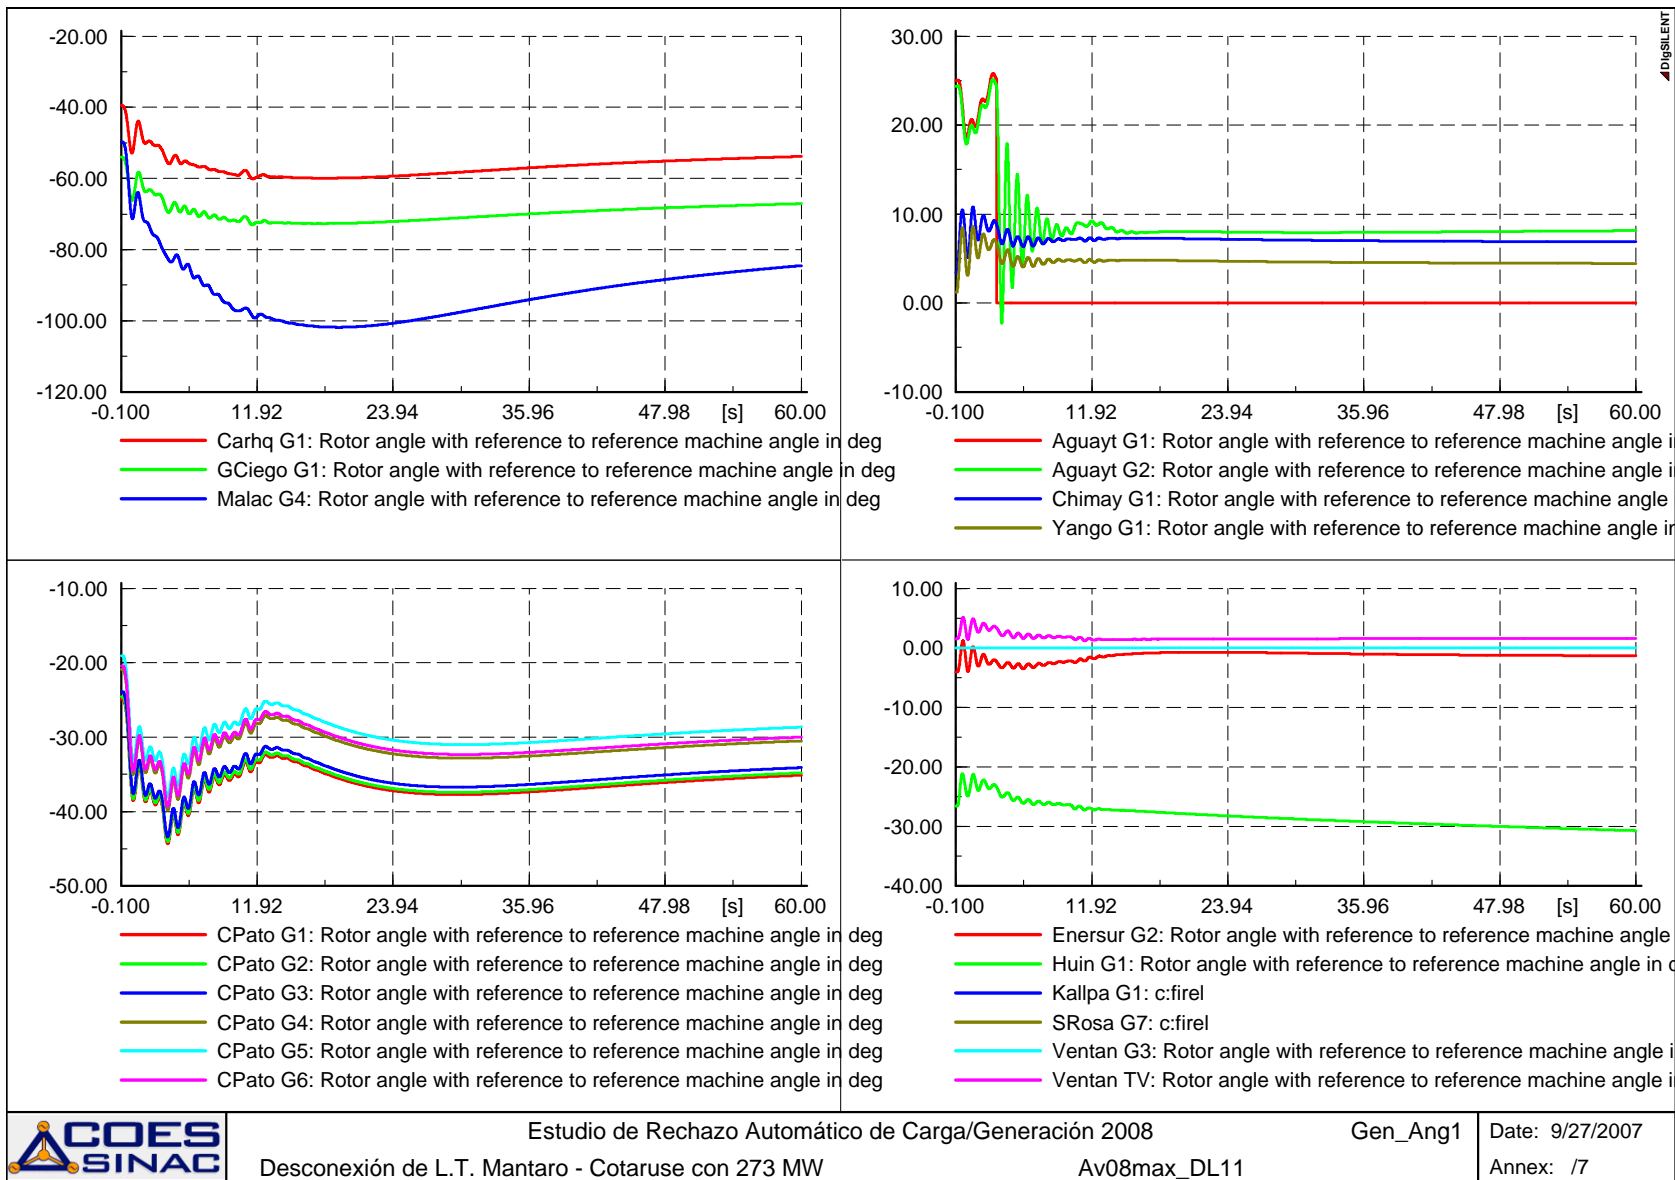 -20.00
-40.00
-60.00
-80.00
-100.00
-120.00
-0.100 11.92 23.94 35.96 47.98 [s] 60.00
Carhq G1: Rotor angle with reference to reference machine angle in deg
GCiego G1: Rotor angle with reference to reference machine angle in deg
Malac G4: Rotor angle with reference to reference machine angle in deg
30.00
20.00
10.00
0.00
-10.00
-0.100 11.92 23.94 35.96 47.98 [s] 60.00
Aguayt G1: Rotor angle with reference to reference machine angle i
Aguayt G2: Rotor angle with reference to reference machine angle i
Chimay G1: Rotor angle with reference to reference machine angle
Yango G1: Rotor angle with reference to reference machine angle i
DIgSILENT
-10.00
-20.00
-30.00
-40.00
-50.00
-0.100 11.92 23.94 35.96 47.98 [s] 60.00
CPato G1: Rotor angle with reference to reference machine angle in deg
CPato G2: Rotor angle with reference to reference machine angle in deg
CPato G3: Rotor angle with reference to reference machine angle in deg
CPato G4: Rotor angle with reference to reference machine angle in deg
CPato G5: Rotor angle with reference to reference machine angle in deg
CPato G6: Rotor angle with reference to reference machine angle in deg
10.00
0.00
-10.00
-20.00
-30.00
-40.00
-0.100 11.92 23.94 35.96 47.98 [s] 60.00
Enersur G2: Rotor angle with reference to reference machine angle
Huin G1: Rotor angle with reference to reference machine angle in
Kallpa G1: c:firel
SRosa G7: c:firel
Ventan G3: Rotor angle with reference to reference machine angle i
Ventan TV: Rotor angle with reference to reference machine angle i
COES
SINAC
Estudio de Rechazo Automático de Carga/Generación 2008 Gen_Ang1
Desconexión de L.T. Mantaro - Cotaruse con 273 MW Av08max_DL11
Date: 9/27/2007
Annex: /7